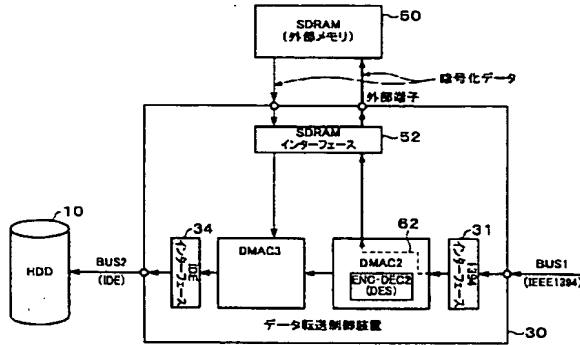 SDRAM
(外部メモリ)
50
暗号化データ
外部端子
SDRAM
インターフェース
52
10
HDD
BUS2
(IDE)
34
IDE
インターフェース
DMAC3
62
DMAC2
ENC・DEC2
(DES)
31
1394
インターフェース
BUS1
(IEEE1394)
データ転送制御装置
30